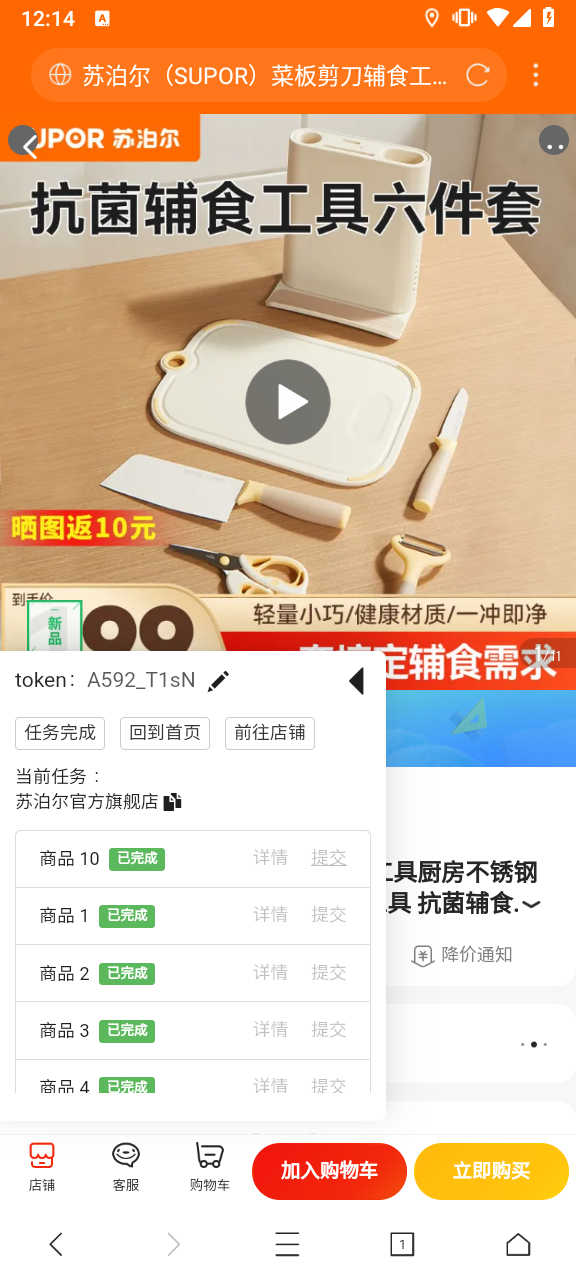 12:14
苏泊尔（SUPOR）菜板剪刀辅食工...
UPOR 苏泊尔
抗菌辅食工具六件套
晒图返10元
到手价
新品
99
轻量小巧/健康材质/一冲即净
定辅食需求
token： A592_T1sN
任务完成 回到首页 前往店铺
当前任务：
苏泊尔官方旗舰店
商品 10 已完成 详情 提交
商品 1 已完成 详情 提交
商品 2 已完成 详情 提交
商品 3 已完成 详情 提交
商品 4 已完成 详情 提交
工具厨房不锈钢
具 抗菌辅食.
降价通知
店铺 客服 购物车 加入购物车 立即购买
1